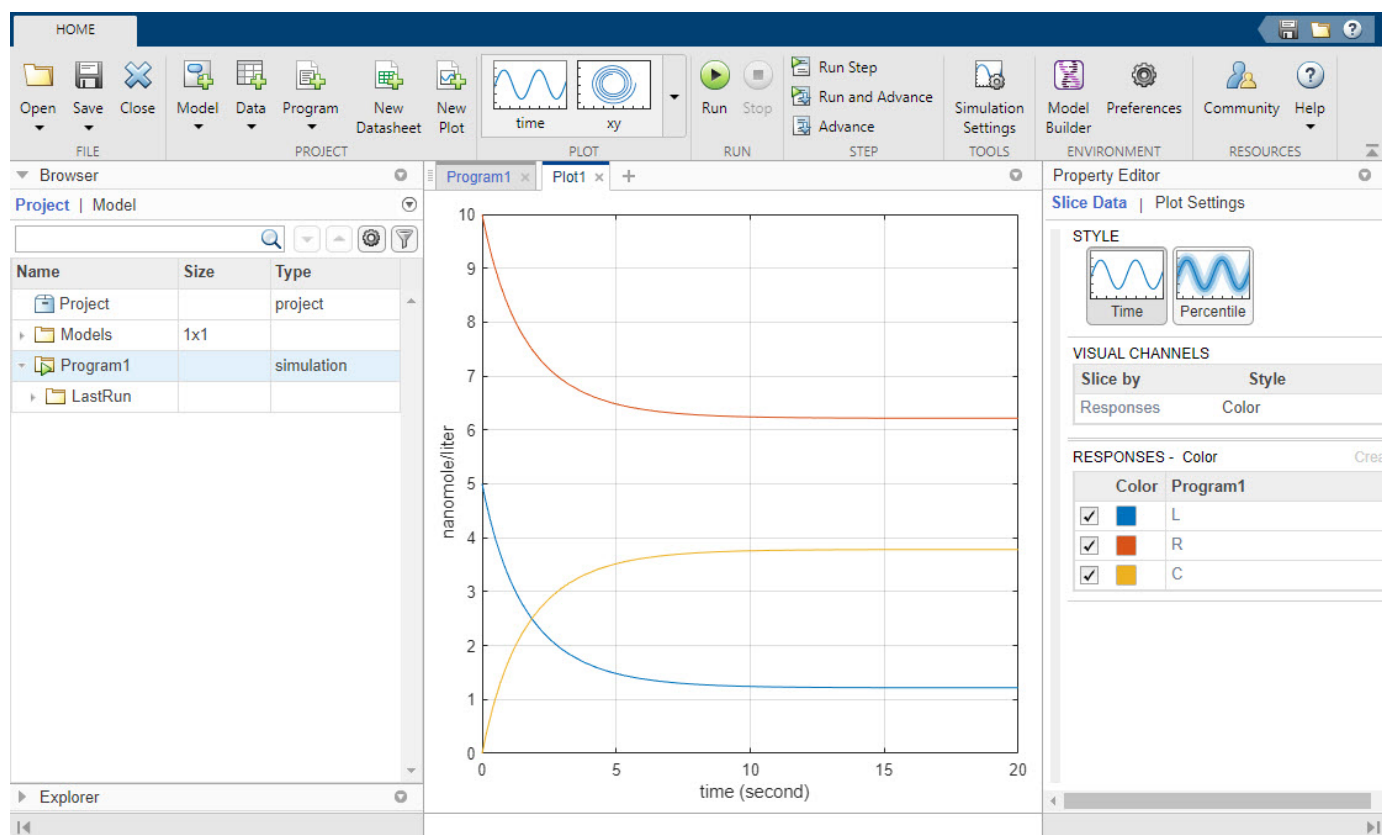 HOME
Open Save Close Model Data Program New Datasheet New Plot time xy Run Stop Run Step
Run and Advance
Advance
Simulation Settings Model Builder Preferences Community Help
FILE PROJECT PLOT RUN STEP TOOLS ENVIRONMENT RESOURCES
Browser
Project | Model
Name Size Type
Project project
Models 1x1
Program1 simulation
LastRun
Explorer
Program1 Plot1
10
9
8
7
6
5
4
3
2
1
0
nanomole/liter
0 5 10 15 20
time (second)
Property Editor
Slice Data | Plot Settings
STYLE
Time Percentile
VISUAL CHANNELS
Slice by Style
Responses Color
RESPONSES - Color Crea
Color Program1
L
R
C